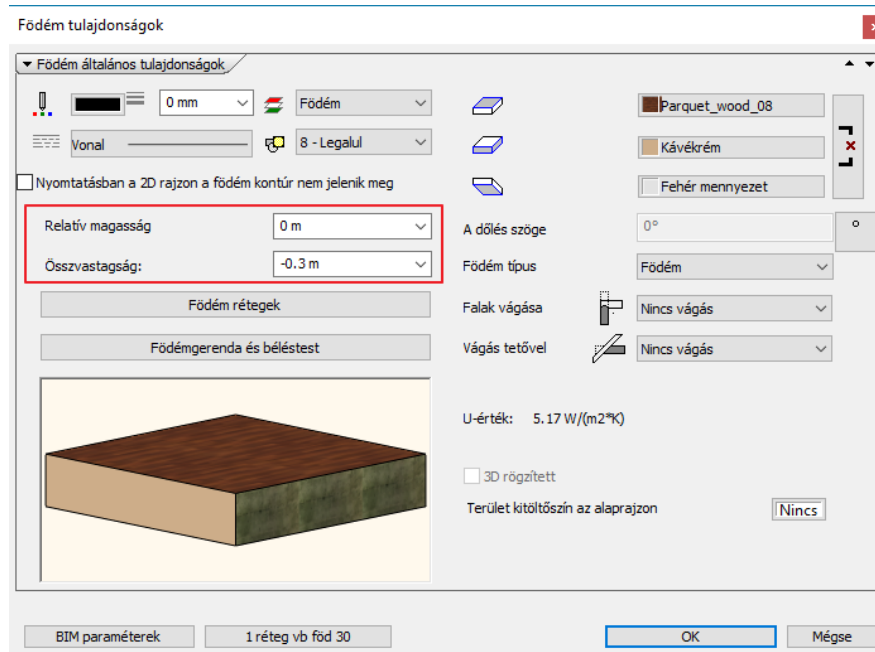 Födém tulajdonságok
Födém általános tulajdonságok
0 mm Födém Parquet_wood_08
Vonal 8 - Legalul Kávékrém
Nyomtatásban a 2D rajzon a födém kontúr nem jelenik meg Fehér mennyezet
Relatív magasság 0 m A dőlés szöge 0° °
Összvastagság: -0.3 m Födém típus Födém
Födém rétegek Falak vágása Nincs vágás
Födémgerenda és béléstest Vágás tetővel Nincs vágás
U-érték: 5.17 W/(m2*K)
3D rögzített
Terület kitöltőszín az alaprajzon Nincs
BIM paraméterek 1 réteg vb föd 30 OK Mégse